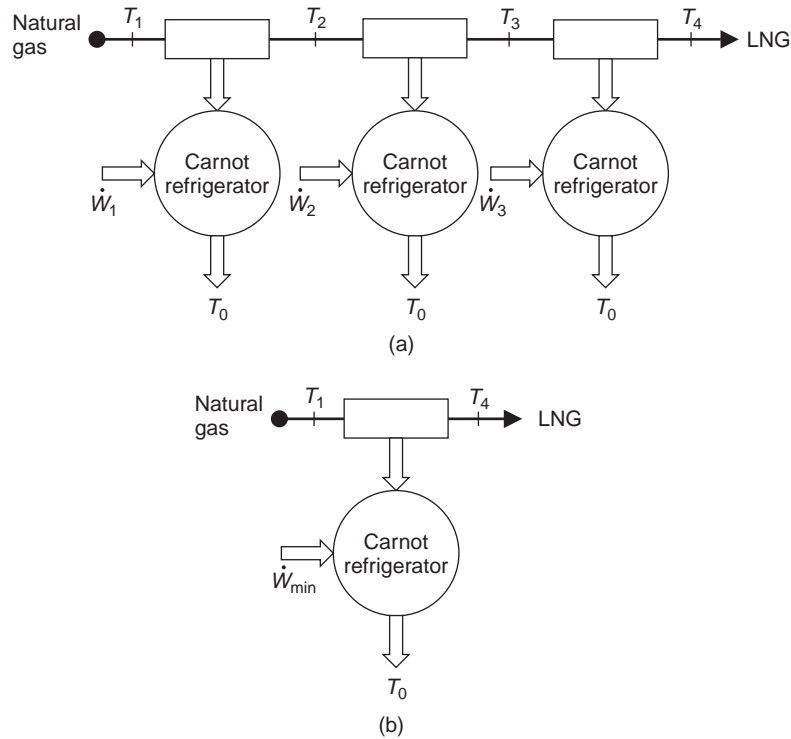 Natural
gas
T₁
T₂
T₃
T₄
LNG
Carnot
refrigerator
Carnot
refrigerator
Carnot
refrigerator
Ẇ₁
Ẇ₂
Ẇ₃
T₀
T₀
T₀
(a)
Natural
gas
T₁
T₄
LNG
Carnot
refrigerator
Ẇmin
T₀
(b)